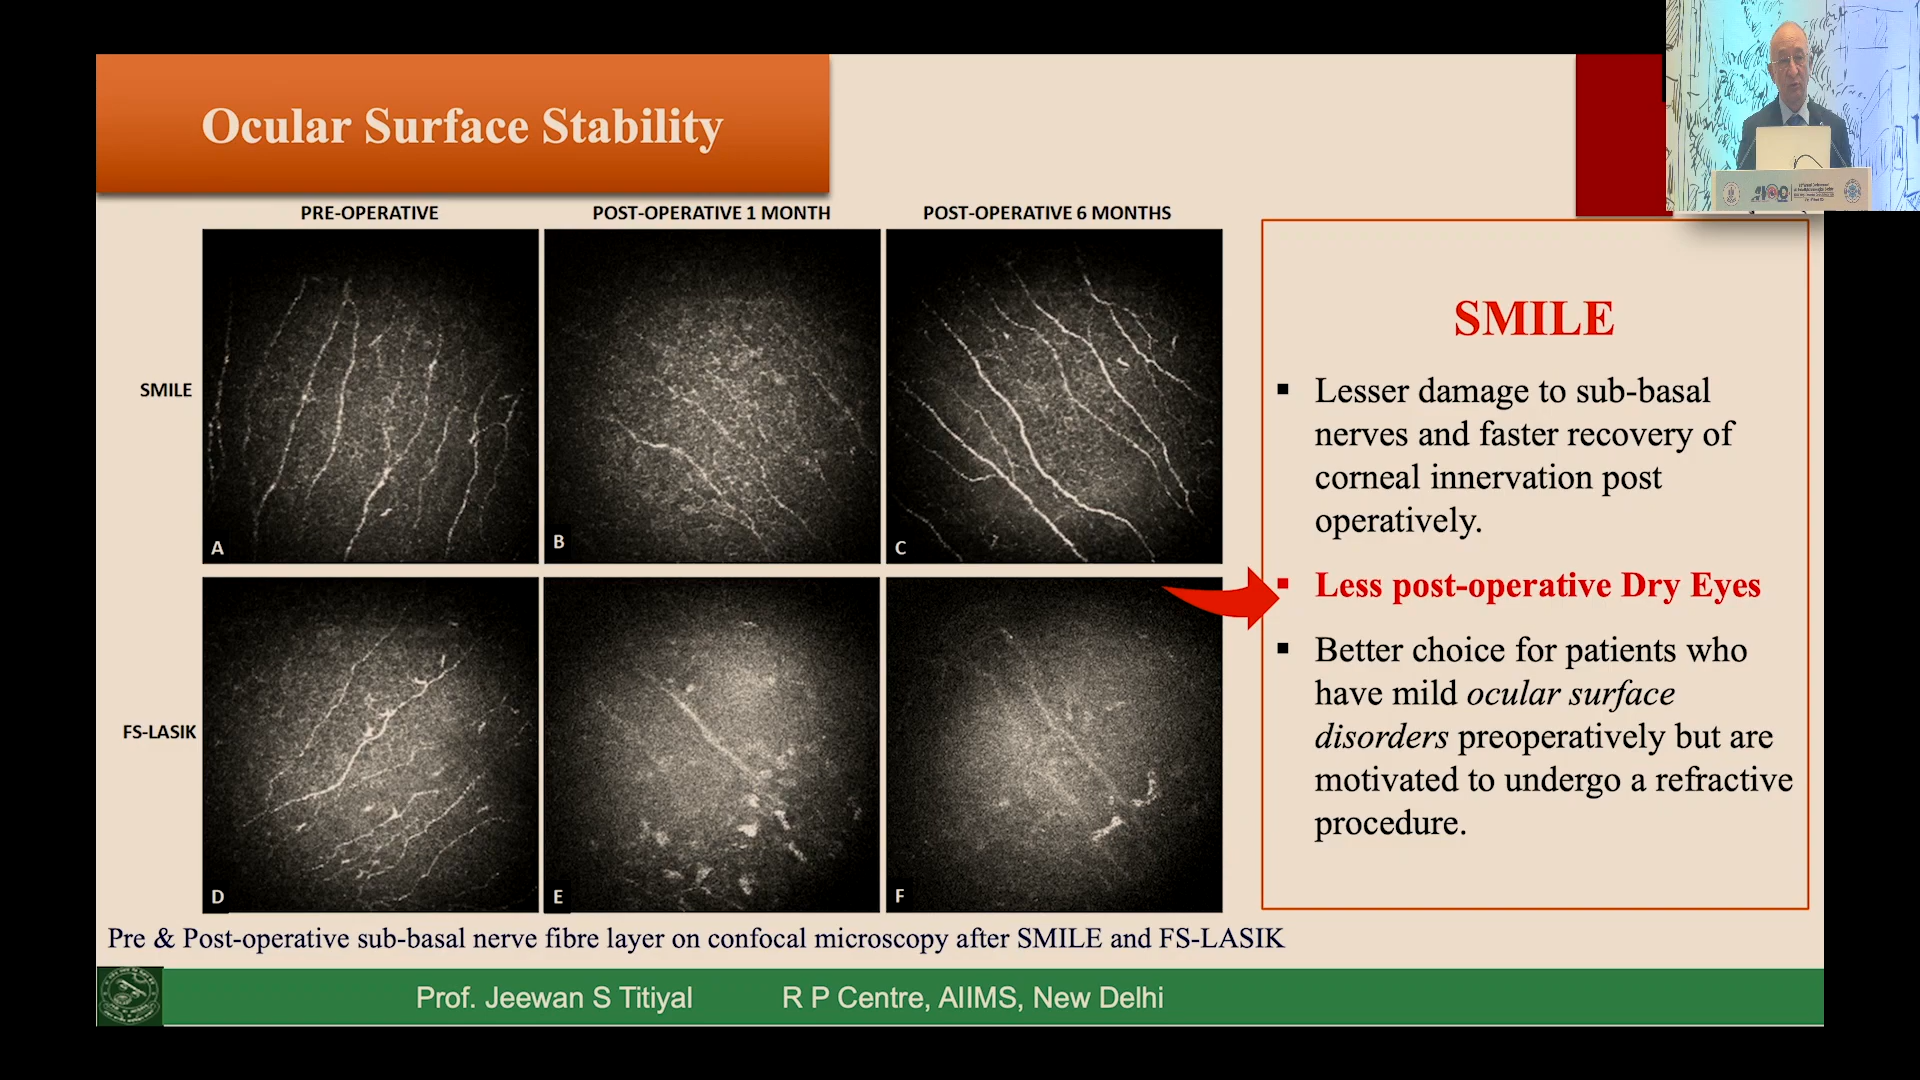 Ocular Surface Stability
PRE-OPERATIVE
POST-OPERATIVE 1 MONTH
POST-OPERATIVE 6 MONTHS
SMILE
A
B
C
FS-LASIK
D
E
F
Pre & Post-operative sub-basal nerve fibre layer on confocal microscopy after SMILE and FS-LASIK
SMILE
▪ Lesser damage to sub-basal
nerves and faster recovery of
corneal innervation post
operatively.
▪ Less post-operative Dry Eyes
▪ Better choice for patients who
have mild ocular surface
disorders preoperatively but are
motivated to undergo a refractive
procedure.
Prof. Jeewan S Titiyal
R P Centre, AIIMS, New Delhi